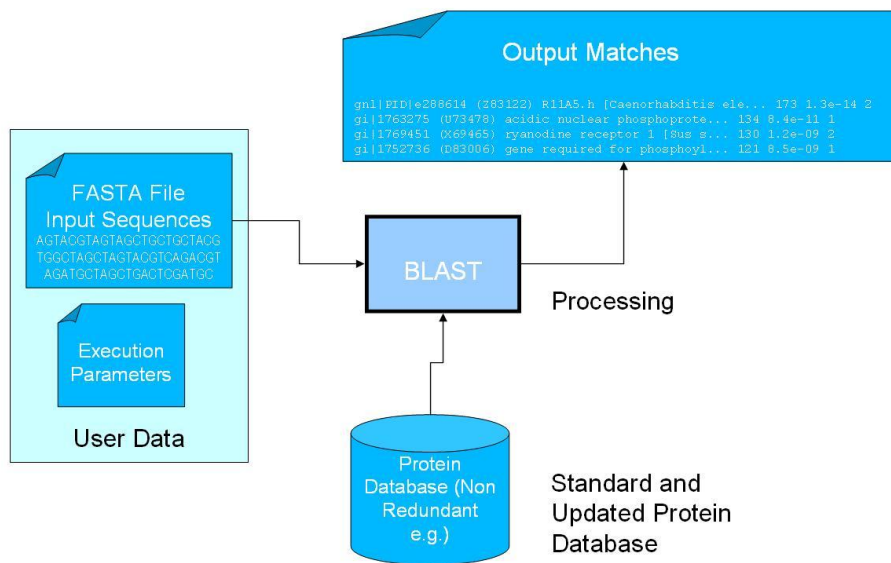 Output Matches
gnl|PID|e288614 (Z83122) R11A5.h [Caenorhabditis ele... 173 1.3e-14 2
gi|1763275 (U73478) acidic nuclear phosphoprote... 134 8.4e-11 1
gi|1769451 (X69465) ryanodine receptor 1 [Sus s... 130 1.2e-09 2
gi|1752736 (D83006) gene required for phosphoyl... 121 8.5e-09 1
FASTA File
Input Sequences
AGTACGTAGTAGCTGCTGCTACG
TGGCTAGCTAGTACGTCAGACGT
AGATGCTAGCTGACTCGATGC
Execution
Parameters
User Data
BLAST
Processing
Protein
Database (Non
Redundant
e.g.)
Standard and
Updated Protein
Database